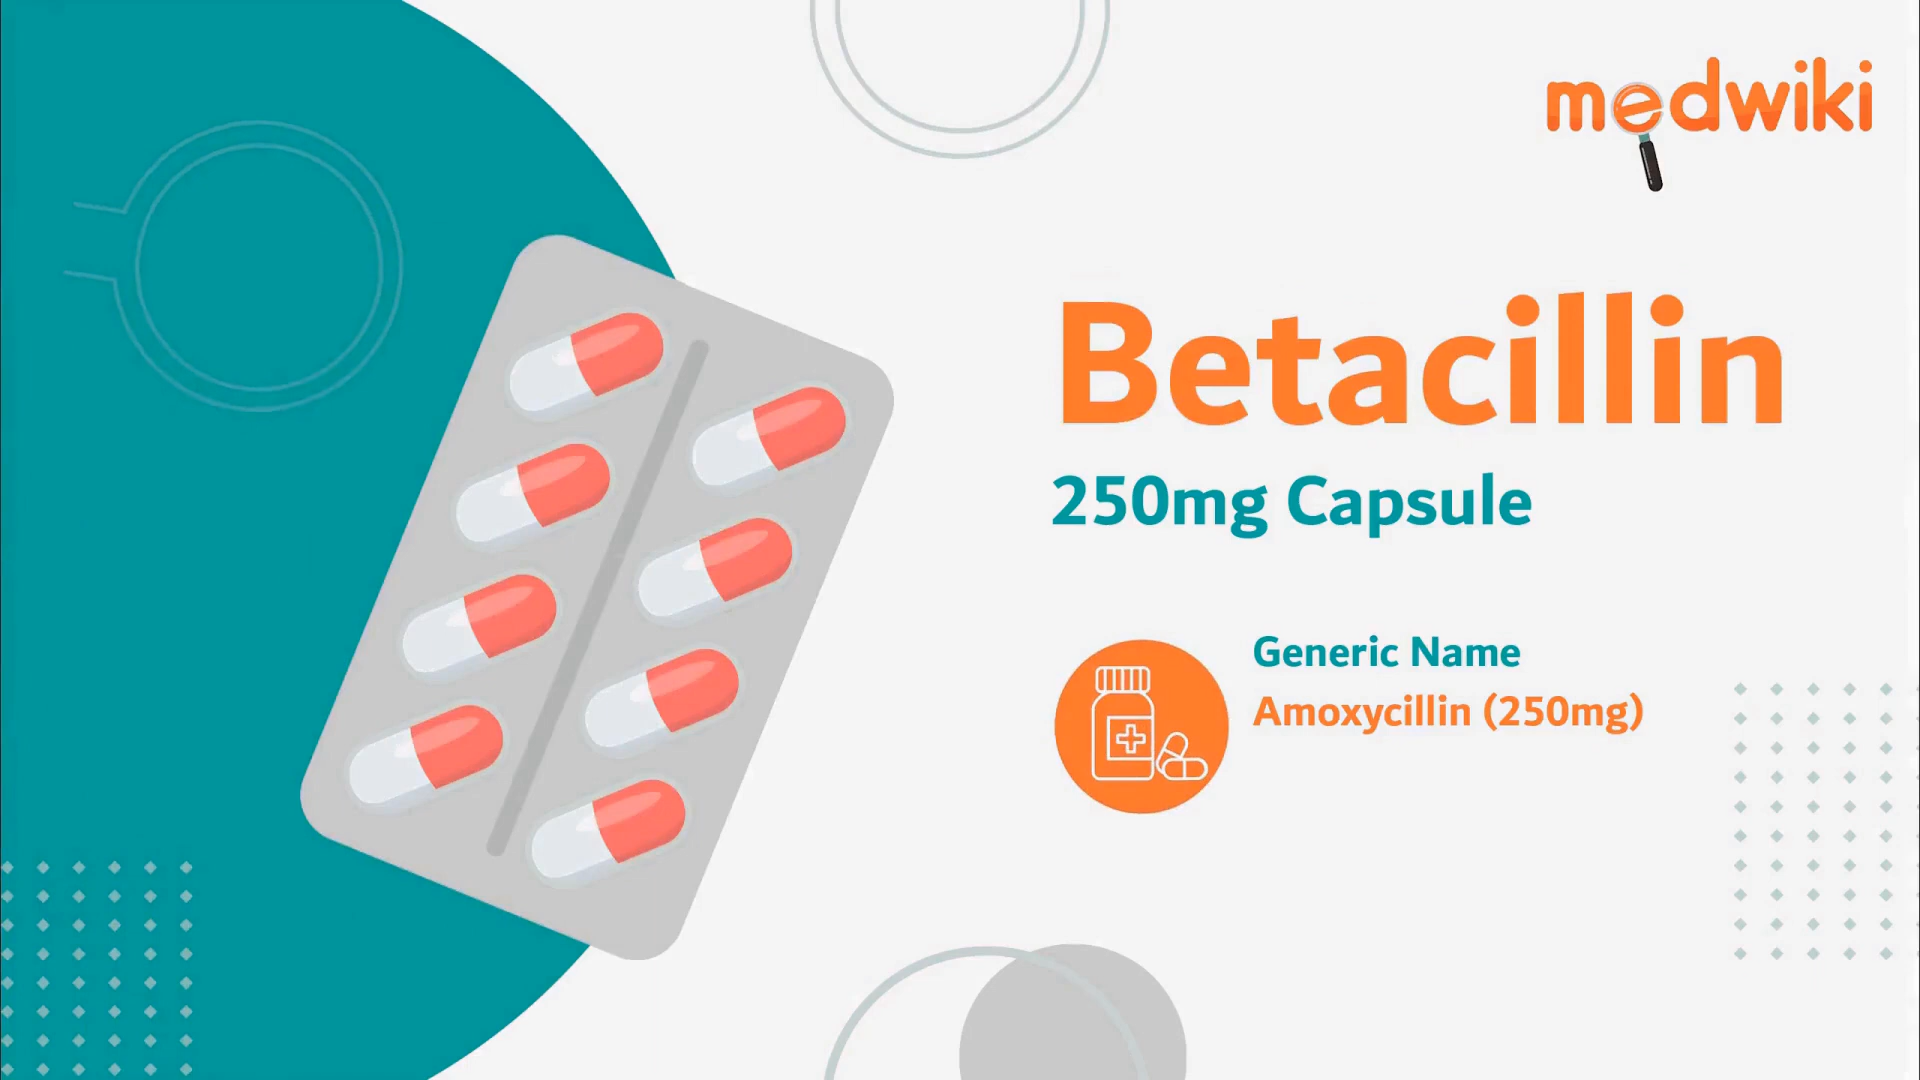 medwiki
Betacillin
250mg Capsule
Generic Name
Amoxycillin (250mg)